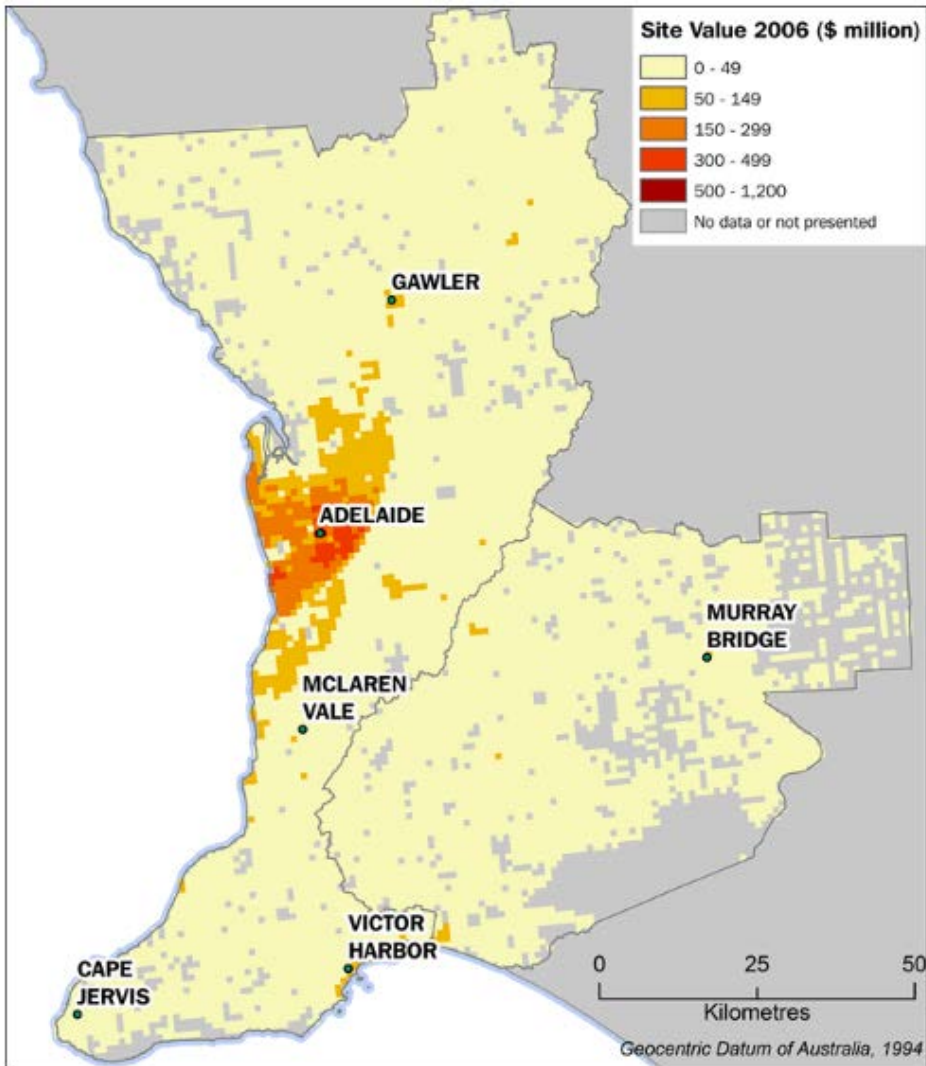 Site Value 2006 ($ million)
0 - 49
50 - 149
150 - 299
300 - 499
500 - 1,200
No data or not presented
GAWLER
ADELAIDE
MURRAY
BRIDGE
MCLAREN
VALE
VICTOR
HARBOR
CAPE
JERVIS
0 25 50
Kilometres
Geocentric Datum of Australia, 1994